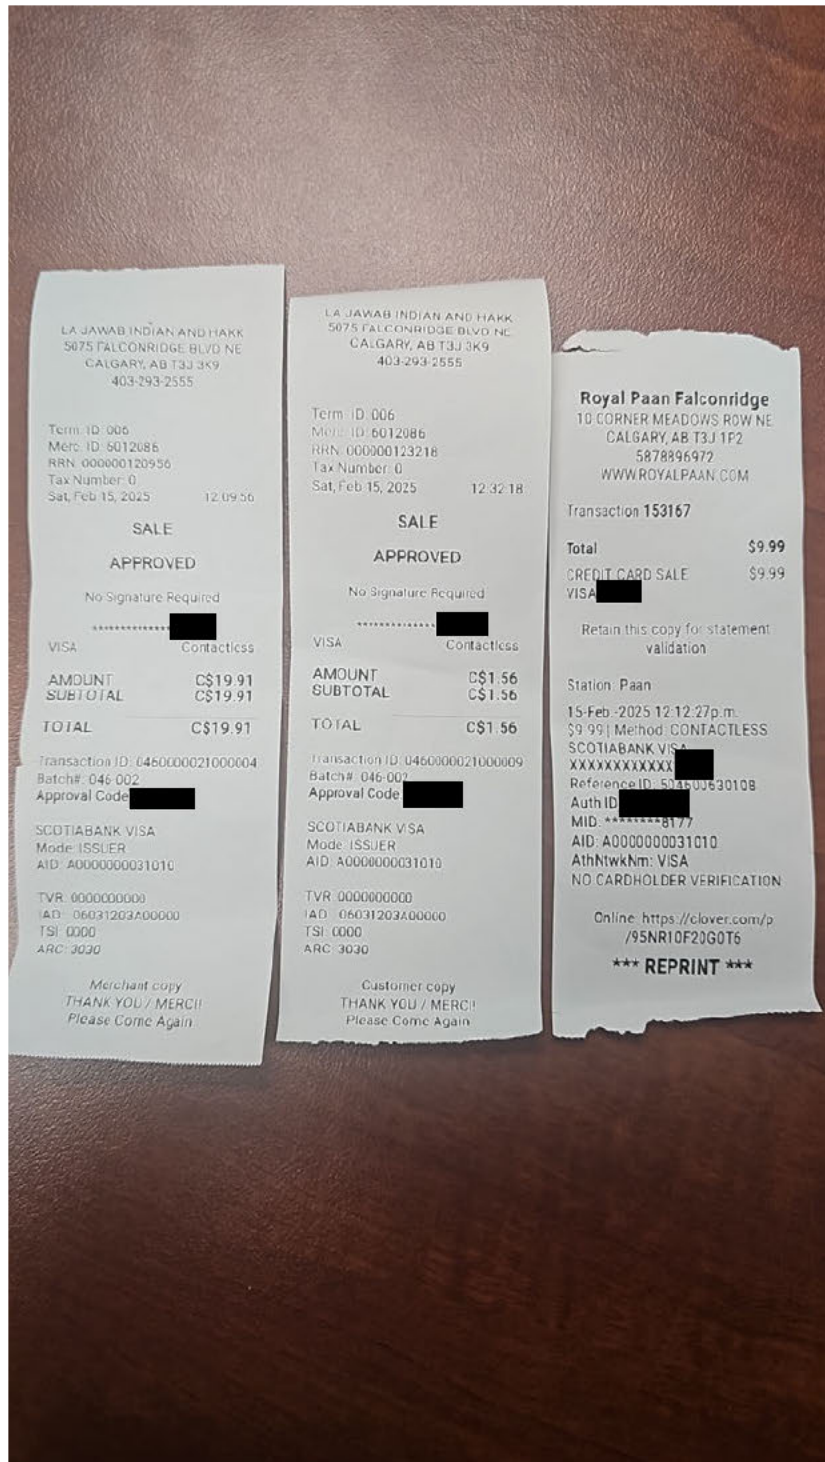 LA JAWAB INDIAN AND HAKK
5075 FALCONRIDGE BLVD NE
CALGARY, AB T3J 3K9
403-293-2555
Term. ID: 006
Merc. ID: 6012086
RRN: 000000120956
Tax Number: 0
Sat, Feb 15, 2025 12:09:56
SALE
APPROVED
No Signature Required
**************
VISA Contactless
AMOUNT C$19.91
SUBTOTAL C$19.91
TOTAL C$19.91
Transaction ID: 0460000021000004
Batch#: 046-002
Approval Code
SCOTIABANK VISA
Mode: ISSUER
AID: A0000000031010
TVR: 0000000000
IAD: 06031203A00000
TSI: 0000
ARC: 3030
Merchant copy
THANK YOU / MERCI!
Please Come Again
LA JAWAB INDIAN AND HAKK
5075 FALCONRIDGE BLVD NE
CALGARY, AB T3J 3K9
403-293-2555
Term. ID: 006
Merc. ID: 6012086
RRN: 000000123218
Tax Number: 0
Sat, Feb 15, 2025 12:32:18
SALE
APPROVED
No Signature Required
**************
VISA Contactless
AMOUNT C$1.56
SUBTOTAL C$1.56
TOTAL C$1.56
Transaction ID: 0460000021000009
Batch#: 046-002
Approval Code
SCOTIABANK VISA
Mode: ISSUER
AID: A0000000031010
TVR: 0000000000
IAD: 06031203A00000
TSI: 0000
ARC: 3030
Customer copy
THANK YOU / MERCI!
Please Come Again
Royal Paan Falconridge
10 CORNER MEADOWS ROW NE
CALGARY, AB T3J 1P2
5878896972
WWW.ROYALPAAN.COM
Transaction 153167
Total $9.99
CREDIT CARD SALE $9.99
VISA
Retain this copy for statement
validation
Station: Paan
15-Feb.-2025 12:12:27p.m.
$9.99 | Method: CONTACTLESS
SCOTIABANK VISA
XXXXXXXXXXXX
Reference ID: 504600630108
Auth ID
MID: ********8177
AID: A0000000031010
AthNtwkNm: VISA
NO CARDHOLDER VERIFICATION
Online: https://clover.com/p
/95NR10F20G0T6
*** REPRINT ***